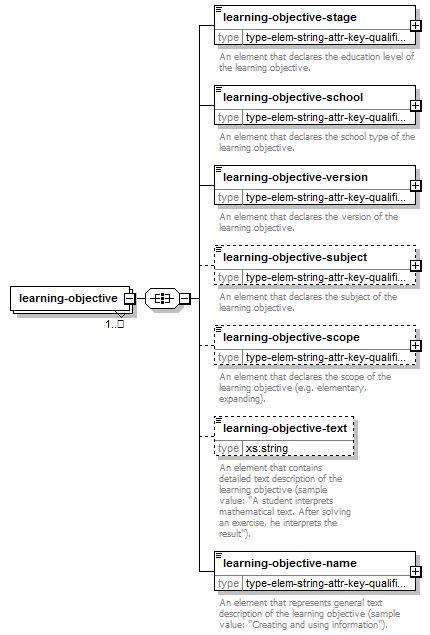 learning-objective-stage
type type-elem-string-attr-key-qualifi...
An element that declares the education level of
the learning objective.
learning-objective-school
type type-elem-string-attr-key-qualifi...
An element that declares the school type of the
learning objective.
learning-objective-version
type type-elem-string-attr-key-qualifi...
An element that declares the version of the
learning objective.
learning-objective-subject
type type-elem-string-attr-key-qualifi...
An element that declares the subject of the
learning objective.
learning-objective
1..
learning-objective-scope
type type-elem-string-attr-key-qualifi...
An element that declares the scope of the
learning objective (e.g. elementary,
expanding).
learning-objective-text
type xs:string
An element that contains
detailed text description of the
learning objective (sample
value: "A student interprets
mathematical text. After solving
an exercise, he interprets the
result").
learning-objective-name
type type-elem-string-attr-key-qualifi...
An element that represents general text
description of the learning objective (sample
value: "Creating and using information").